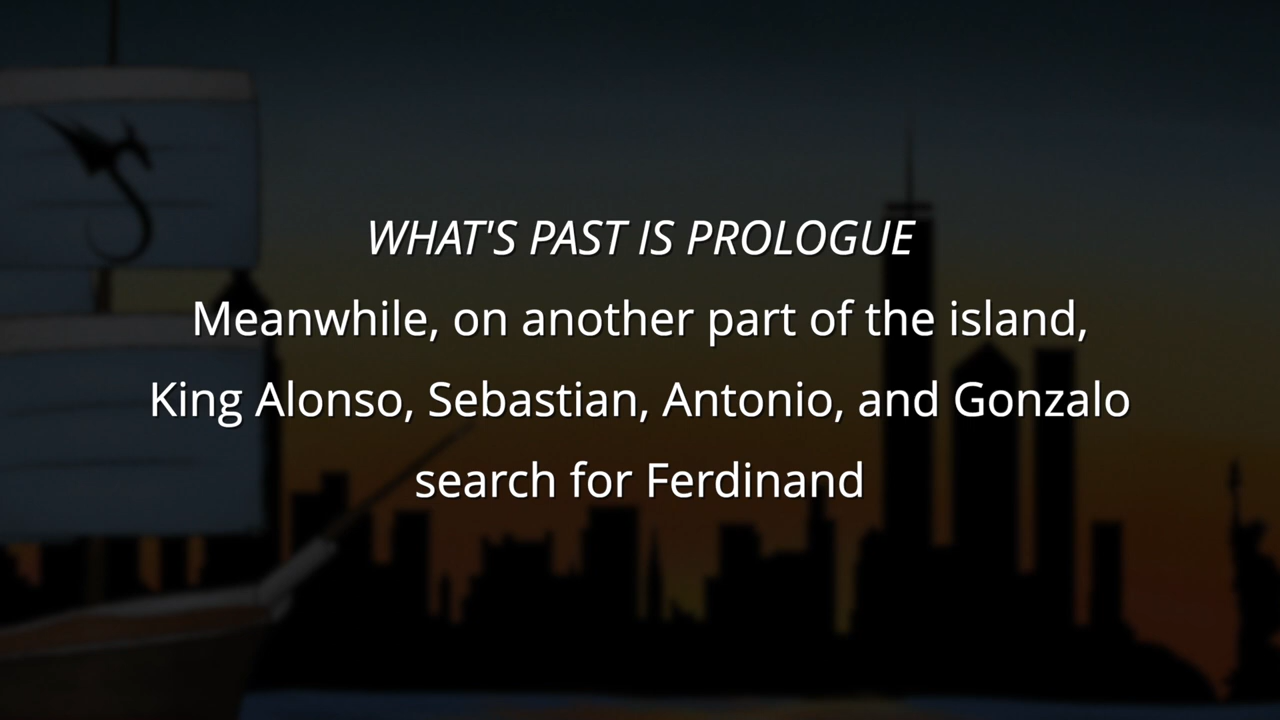 WHAT'S PAST IS PROLOGUE
Meanwhile, on another part of the island,
King Alonso, Sebastian, Antonio, and Gonzalo
search for Ferdinand